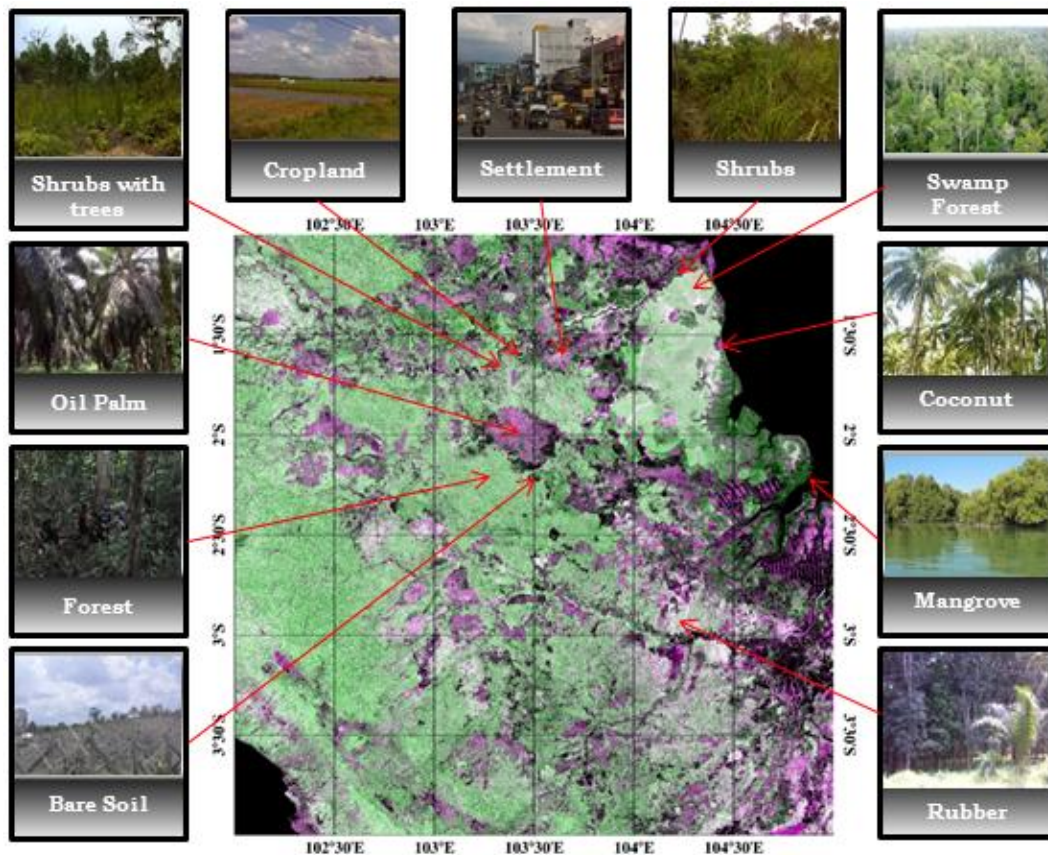 Shrubs with
trees
Cropland
Settlement
Shrubs
Swamp
Forest
102°30'E 103°E 103°30'E 104°E 104°30'E
Oil Palm
Coconut
Forest
Mangrove
Bare Soil
Rubber
1°30'S
2°S
2°30'S
3°S
3°30'S
1°30'S
2°S
2°30'S
3°S
3°30'S
102°30'E 103°E 103°30'E 104°E 104°30'E